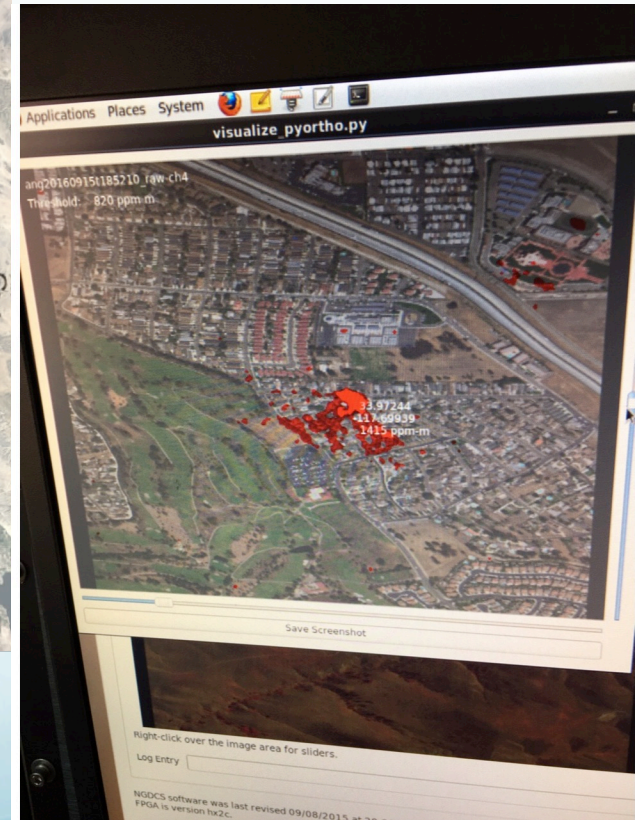 Applications Places System
visualize_pyortho.py
ang20160915t185210_raw-ch4
Threshold: 820 ppm m
33.97244
-117.69939
1415 ppm-m
Save Screenshot
Right-click over the image area for sliders.
Log Entry
NGDCS software was last revised 09/08/2015 at
FPGA is version hx2c.